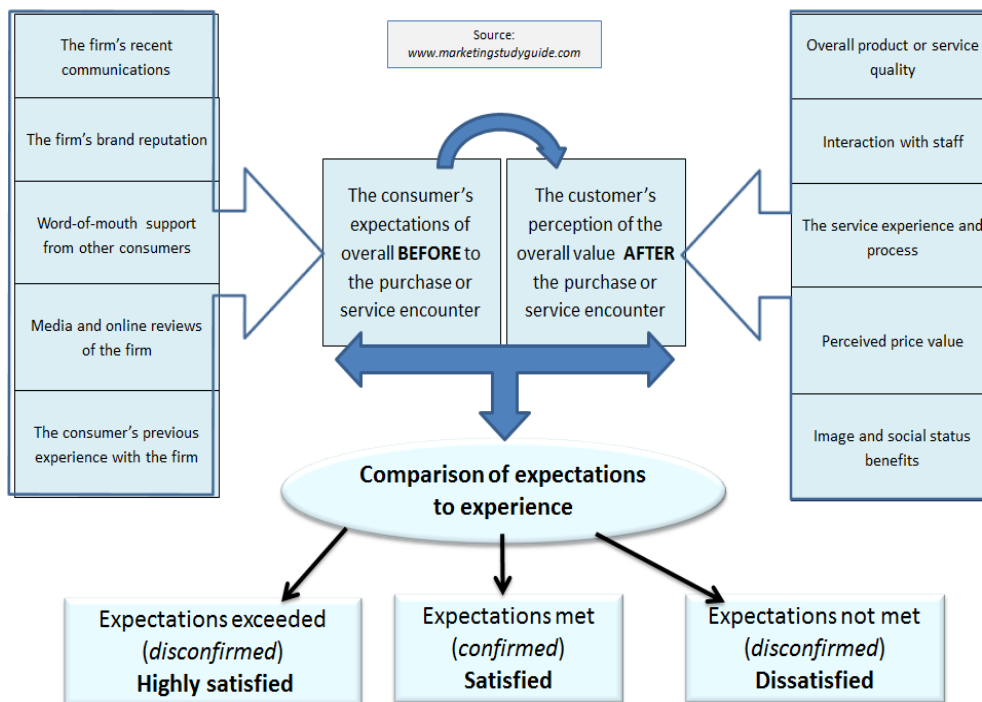 Source:
www.marketingstudyguide.com
The firm's recent
communications
The firm's brand reputation
Word-of-mouth support
from other consumers
Media and online reviews
of the firm
The consumer's previous
experience with the firm
The consumer's
expectations of
overall BEFORE to
the purchase or
service encounter
The customer's
perception of the
overall value AFTER
the purchase or
service encounter
Overall product or service
quality
Interaction with staff
The service experience and
process
Perceived price value
Image and social status
benefits
Comparison of expectations
to experience
Expectations exceeded
(disconfirmed)
Highly satisfied
Expectations met
(confirmed)
Satisfied
Expectations not met
(disconfirmed)
Dissatisfied